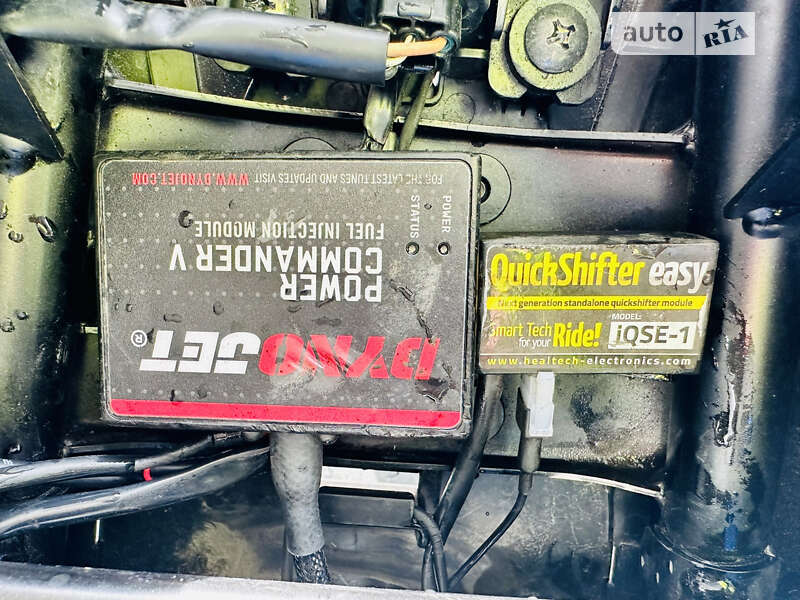 auto RIA
FOR THE LATEST TUNES AND UPDATES VISIT WWW.DYNOJET.COM
POWER
STATUS
FUEL INJECTION MODULE
POWER
COMMANDER V
DYNOJET®
QuickShifter easy
Next generation standalone quickshifter module
Smart Tech
for your
Ride!
MODEL:
iQSE-1
www.healtech-electronics.com